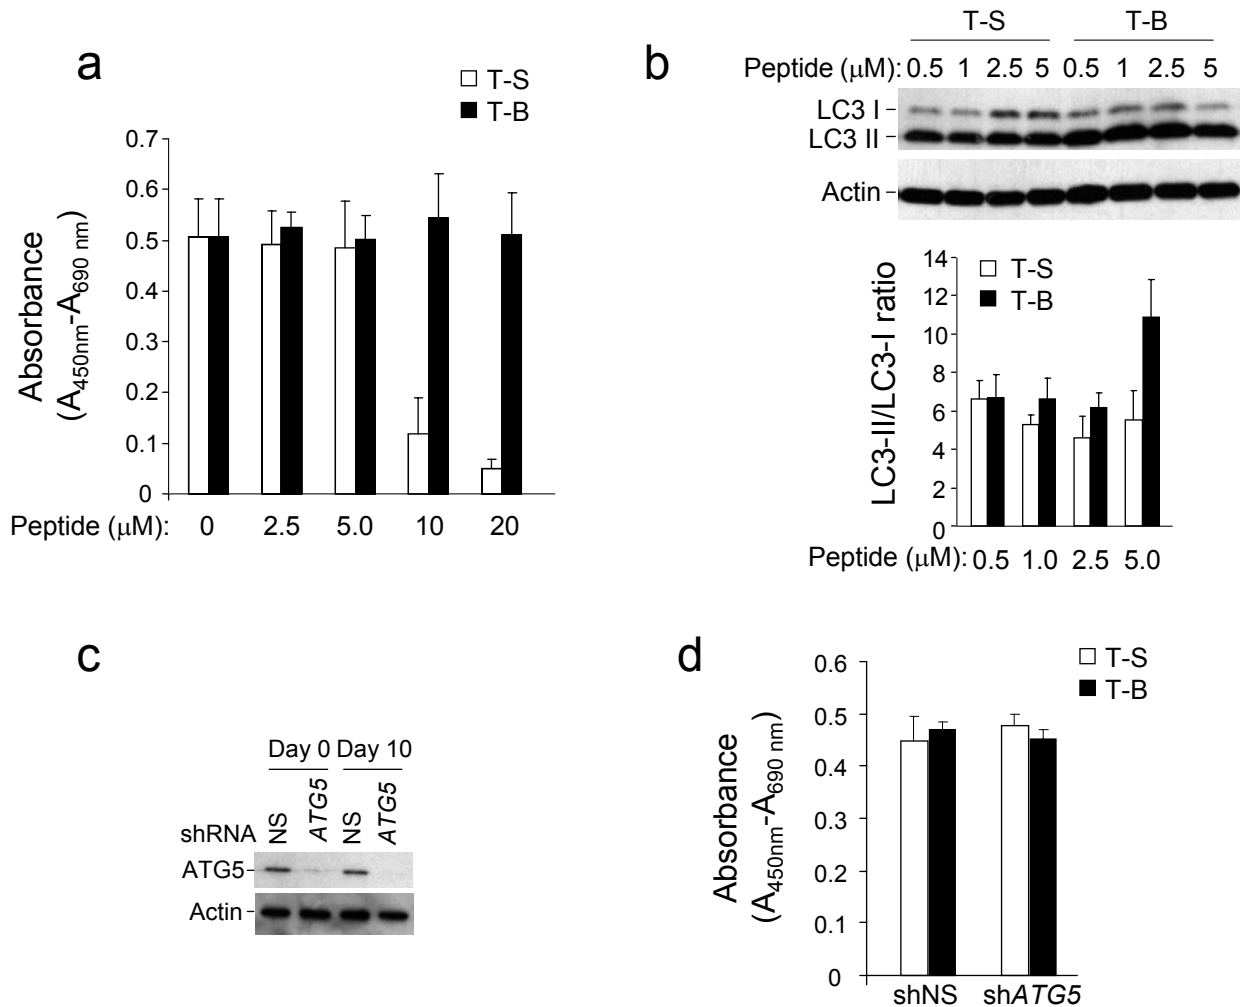 a
T-S
T-B
0.7
0.6
0.5
0.4
0.3
0.2
0.1
0
Absorbance
(A450nm-A690 nm)
Peptide (μM): 0 2.5 5.0 10 20
b
T-S T-B
Peptide (μM): 0.5 1 2.5 5 0.5 1 2.5 5
LC3 I
LC3 II
Actin
T-S
T-B
14
12
10
8
6
4
2
0
LC3-II/LC3-I ratio
Peptide (μM): 0.5 1.0 2.5 5.0
c
Day 0 Day 10
shRNA NS ATG5 NS ATG5
ATG5
Actin
d
T-S
T-B
0.6
0.5
0.4
0.3
0.2
0.1
0
Absorbance
(A450nm-A690 nm)
shNS shATG5